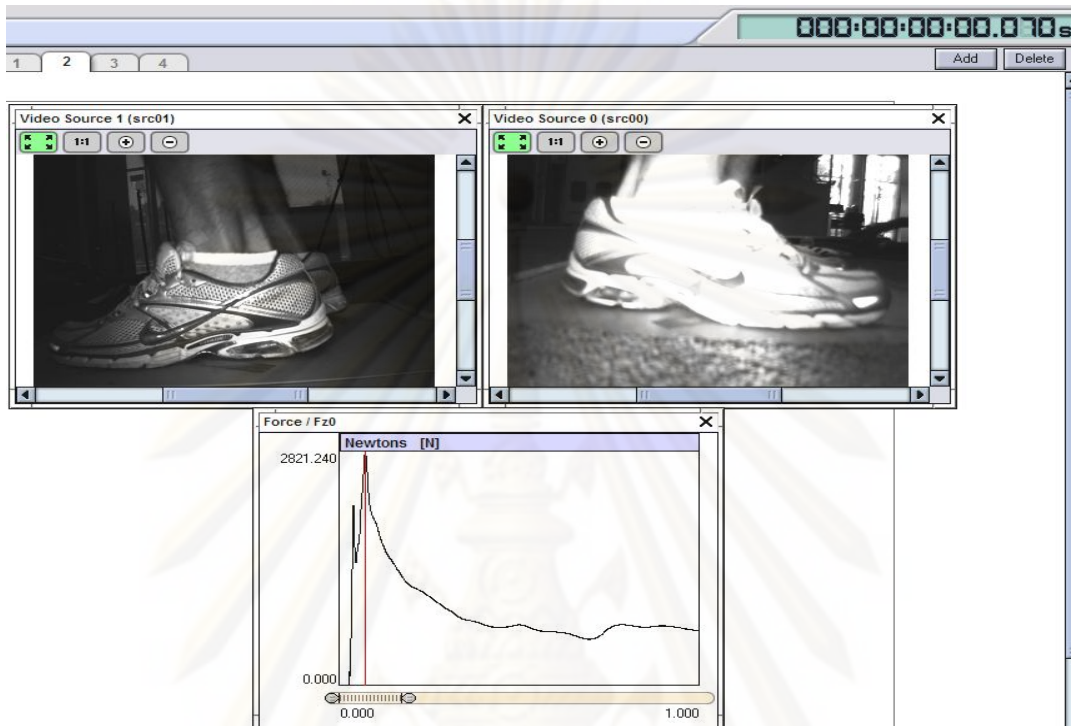 000:00:00:00.070s
1 2 3 4 Add Delete
Video Source 1 (src01)
Video Source 0 (src00)
1:1
1:1
Force / Fz0
Newtons [N]
2821.240
0.000
0.000 1.000